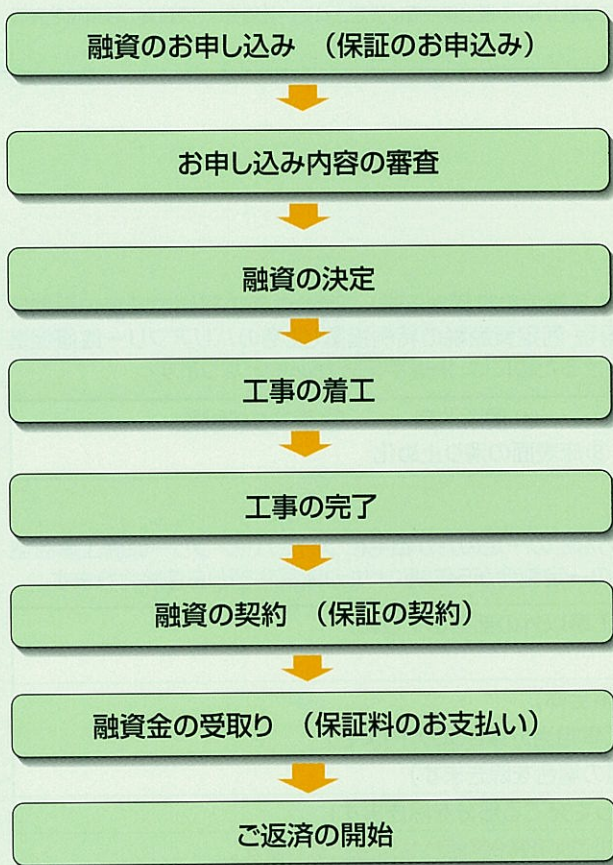 融資のお申し込み （保証のお申込み）
お申し込み内容の審査
融資の決定
工事の着工
工事の完了
融資の契約 （保証の契約）
融資金の受取り （保証料のお支払い）
ご返済の開始